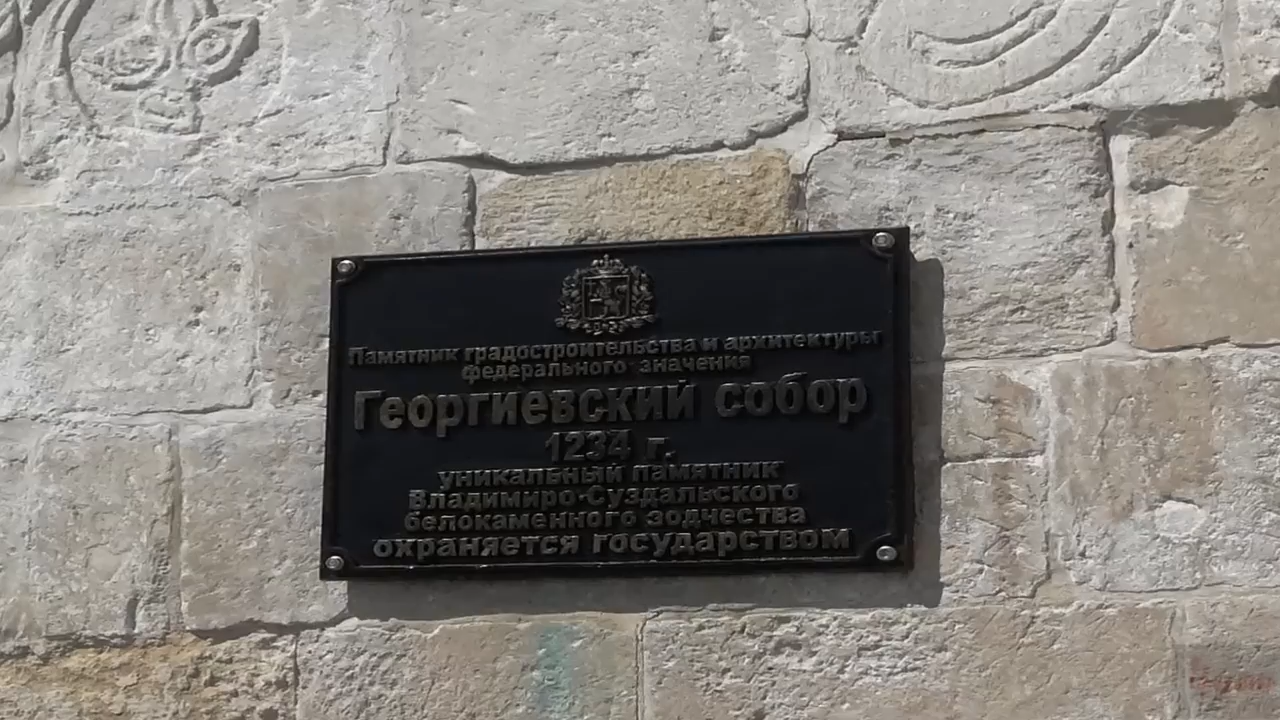 Памятник градостроительства и архитектуры
федерального значения
Георгиевский собор
1234 г.
уникальный памятник
Владимиро-Суздальского
белокаменного зодчества
охраняется государством